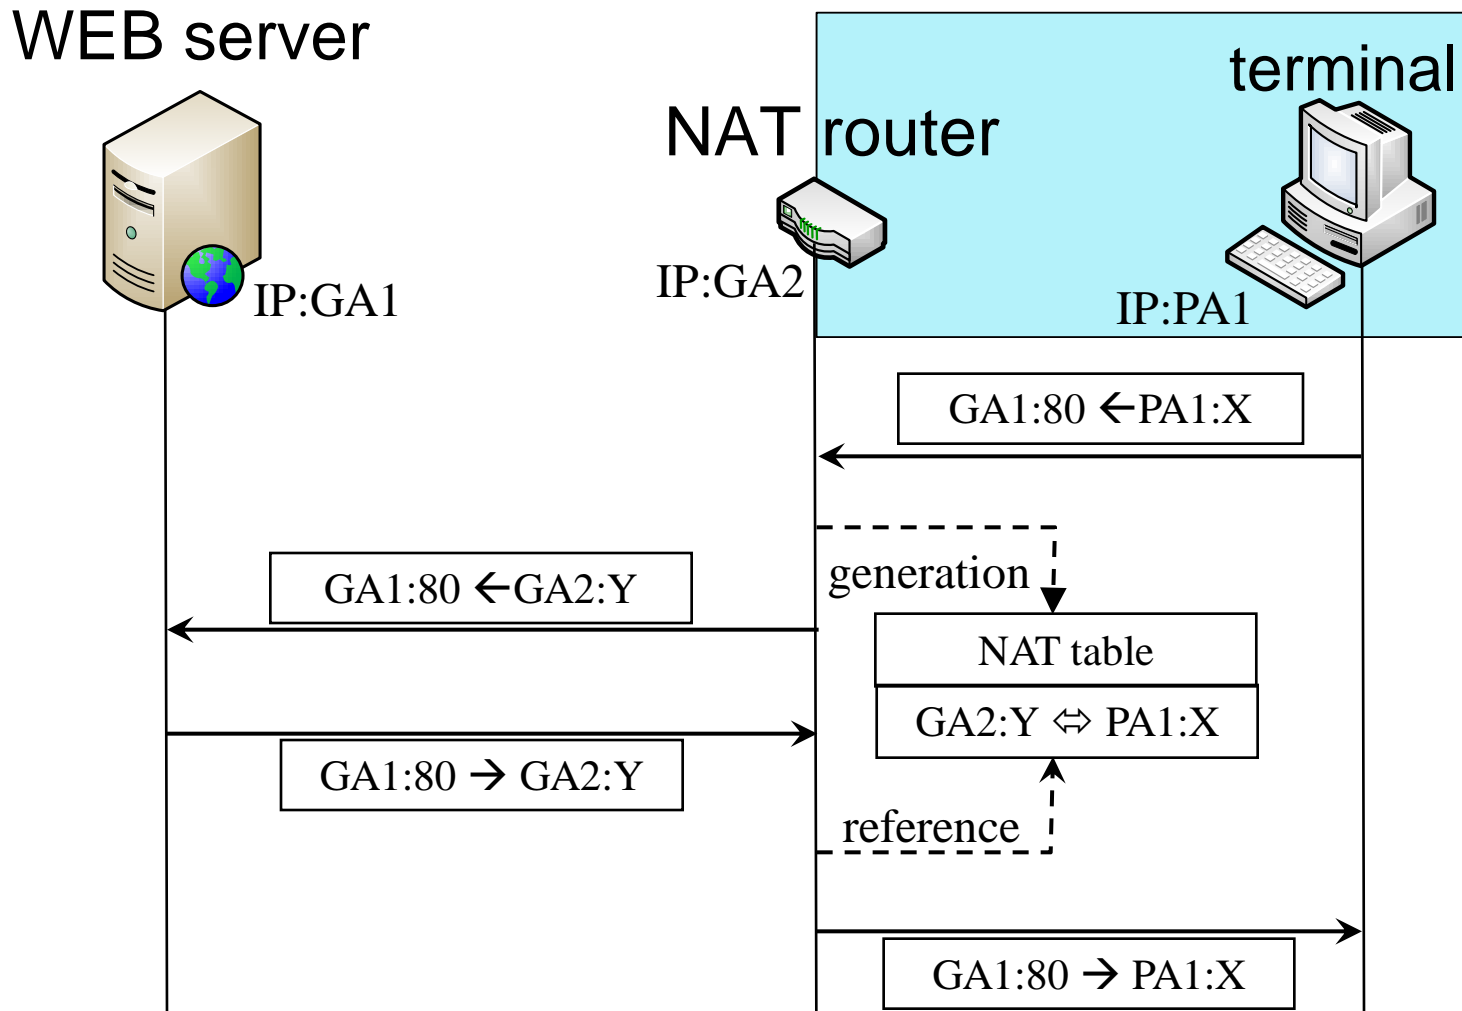 WEB server
terminal
NAT router
IP:GA1
IP:GA2
IP:PA1
GA1:80 ←PA1:X
generation
GA1:80 ←GA2:Y
NAT table
GA2:Y ⇔ PA1:X
GA1:80 → GA2:Y
reference
GA1:80 → PA1:X